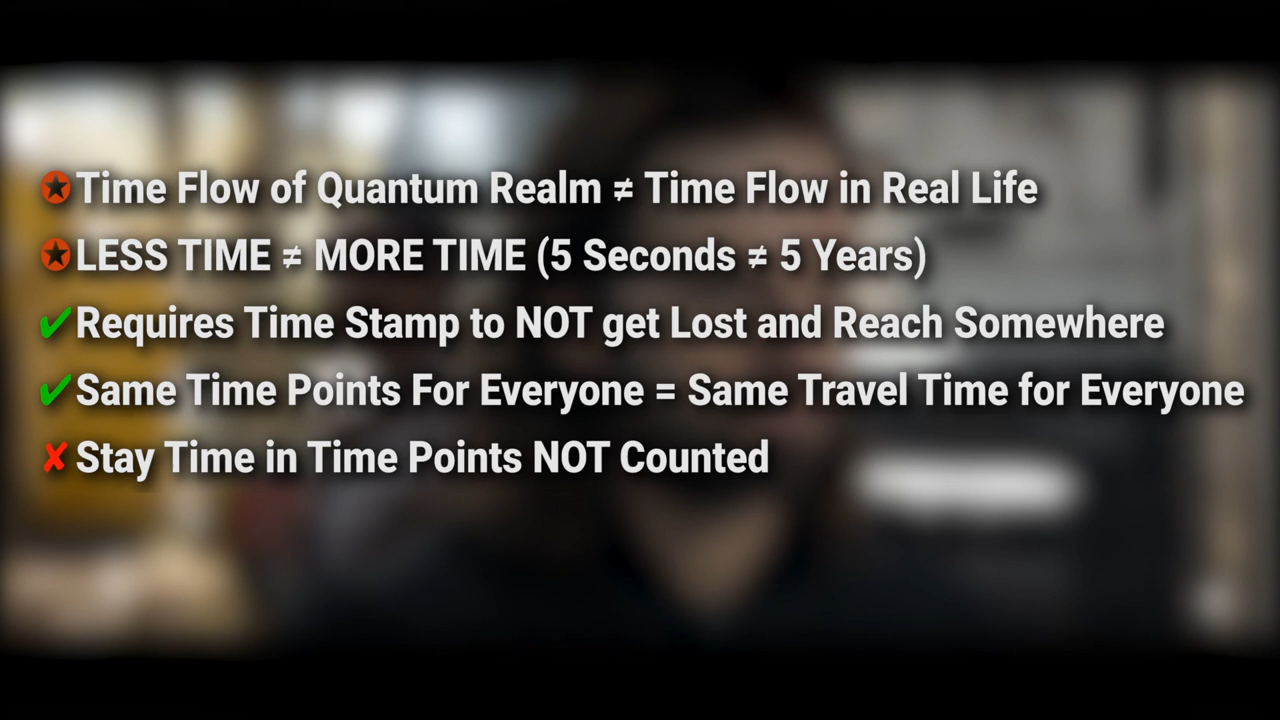 Time Flow of Quantum Realm ≠ Time Flow in Real Life
LESS TIME ≠ MORE TIME (5 Seconds ≠ 5 Years)
Requires Time Stamp to NOT get Lost and Reach Somewhere
Same Time Points For Everyone = Same Travel Time for Everyone
Stay Time in Time Points NOT Counted